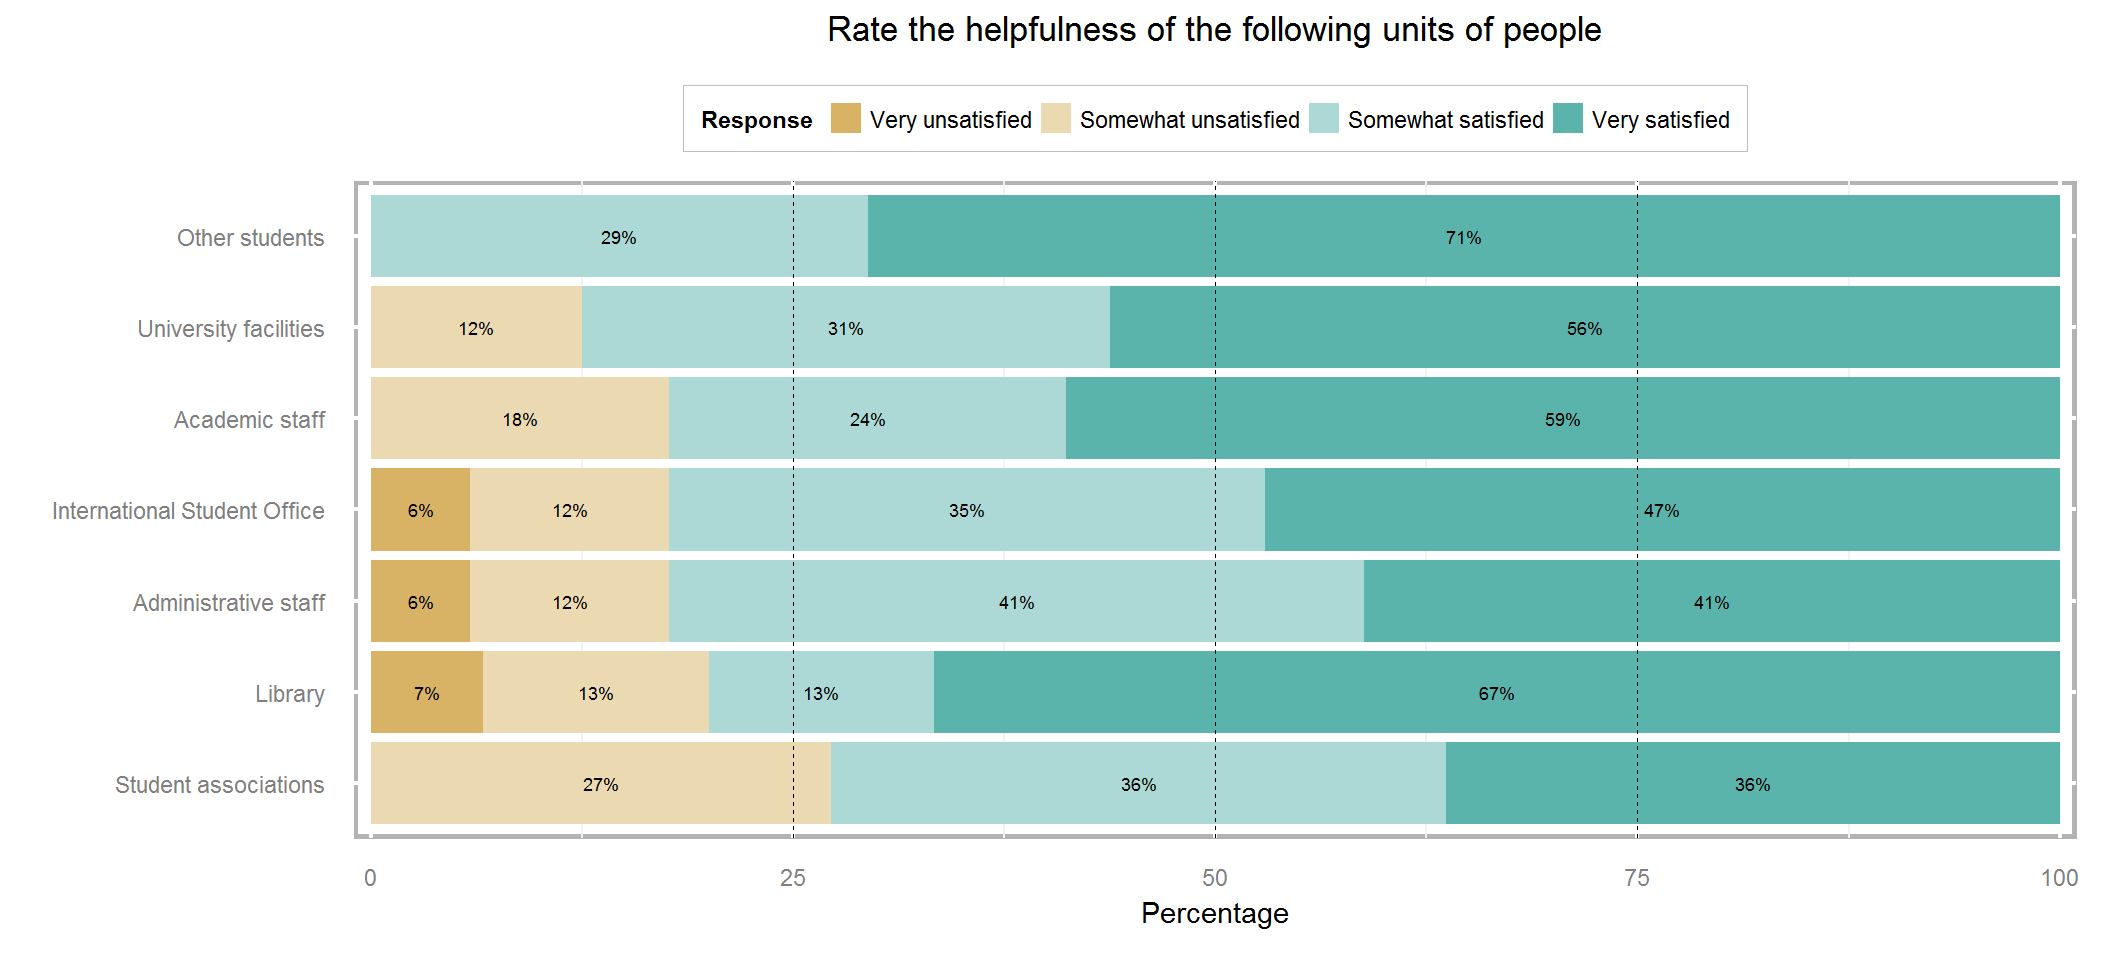 Rate the helpfulness of the following units of people
Response Very unsatisfied Somewhat unsatisfied Somewhat satisfied Very satisfied
Other students 29% 71%
University facilities 12% 31% 56%
Academic staff 18% 24% 59%
International Student Office 6% 12% 35% 47%
Administrative staff 6% 12% 41% 41%
Library 7% 13% 13% 67%
Student associations 27% 36% 36%
0 25 50 75 100
Percentage